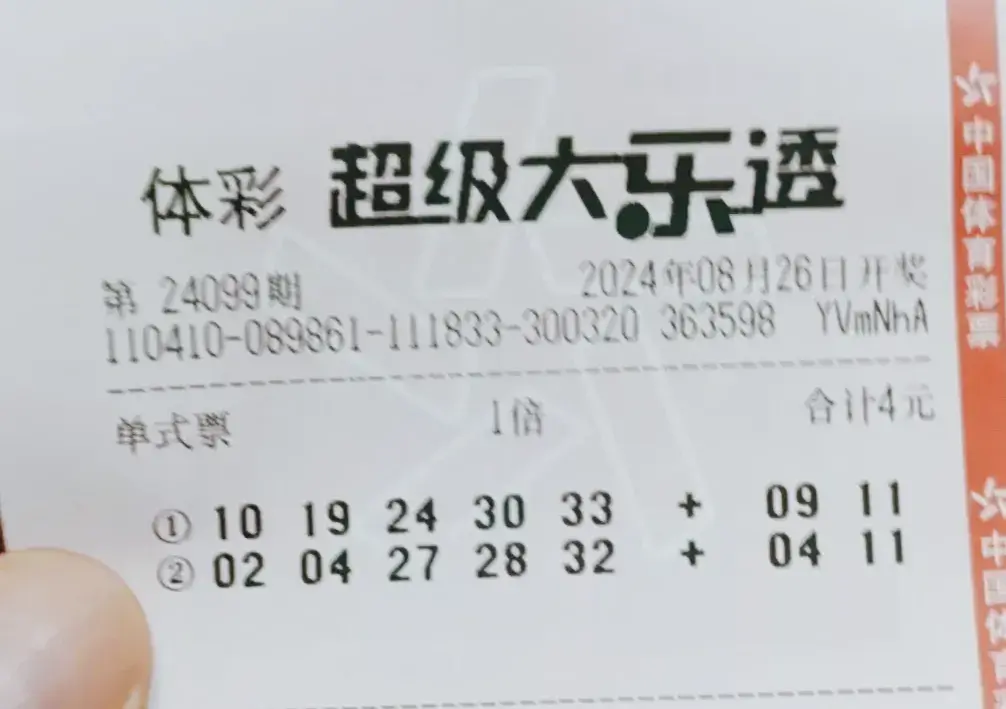 体彩 超级大乐透
第 24099期 2024年08月26日开奖
110410-089861-111833-300320 363598 YVmNhA
单式票 1倍 合计4元
① 10 19 24 30 33 + 09 11
② 02 04 27 28 32 + 04 11
中国体育彩票
中国体育